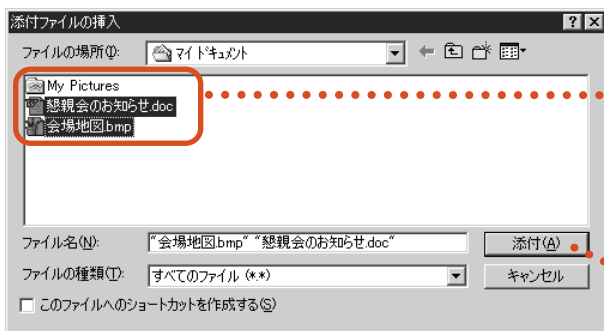 添付ファイルの挿入
ファイルの場所(I):
マイ ドキュメント
My Pictures
懇親会のお知らせ.doc
会場地図.bmp
ファイル名(N):
"会場地図.bmp" "懇親会のお知らせ.doc"
添付(A)
ファイルの種類(T):
すべてのファイル (*.*)
キャンセル
このファイルへのショートカットを作成する(S)